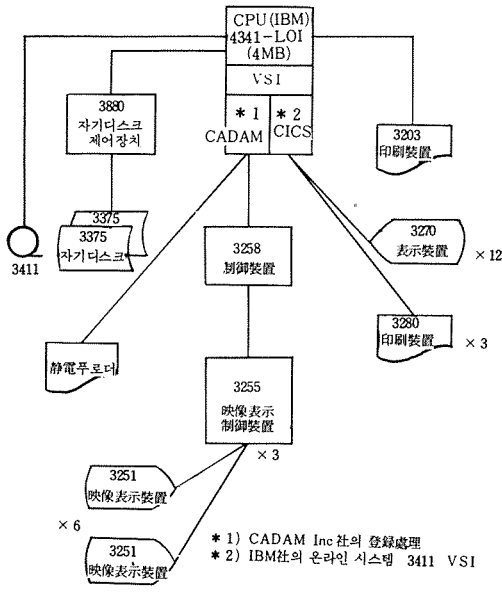 CPU (IBM)
4341-LOI
(4MB)
VSI
* 1
CADAM
* 2
CICS
3880
자기디스크
제어장치
3375
3375
자기디스크
3411
3203
印刷裝置
3270
表示裝置
× 12
3280
印刷裝置
× 3
3258
制御裝置
静電푸로더
3255
映像表示
制御裝置
× 3
3251
映像表示裝置
× 6
3251
映像表示裝置
* 1) CADAM Inc 社의 登録處理
* 2) IBM社의 온라인 시스템 3411 VSI